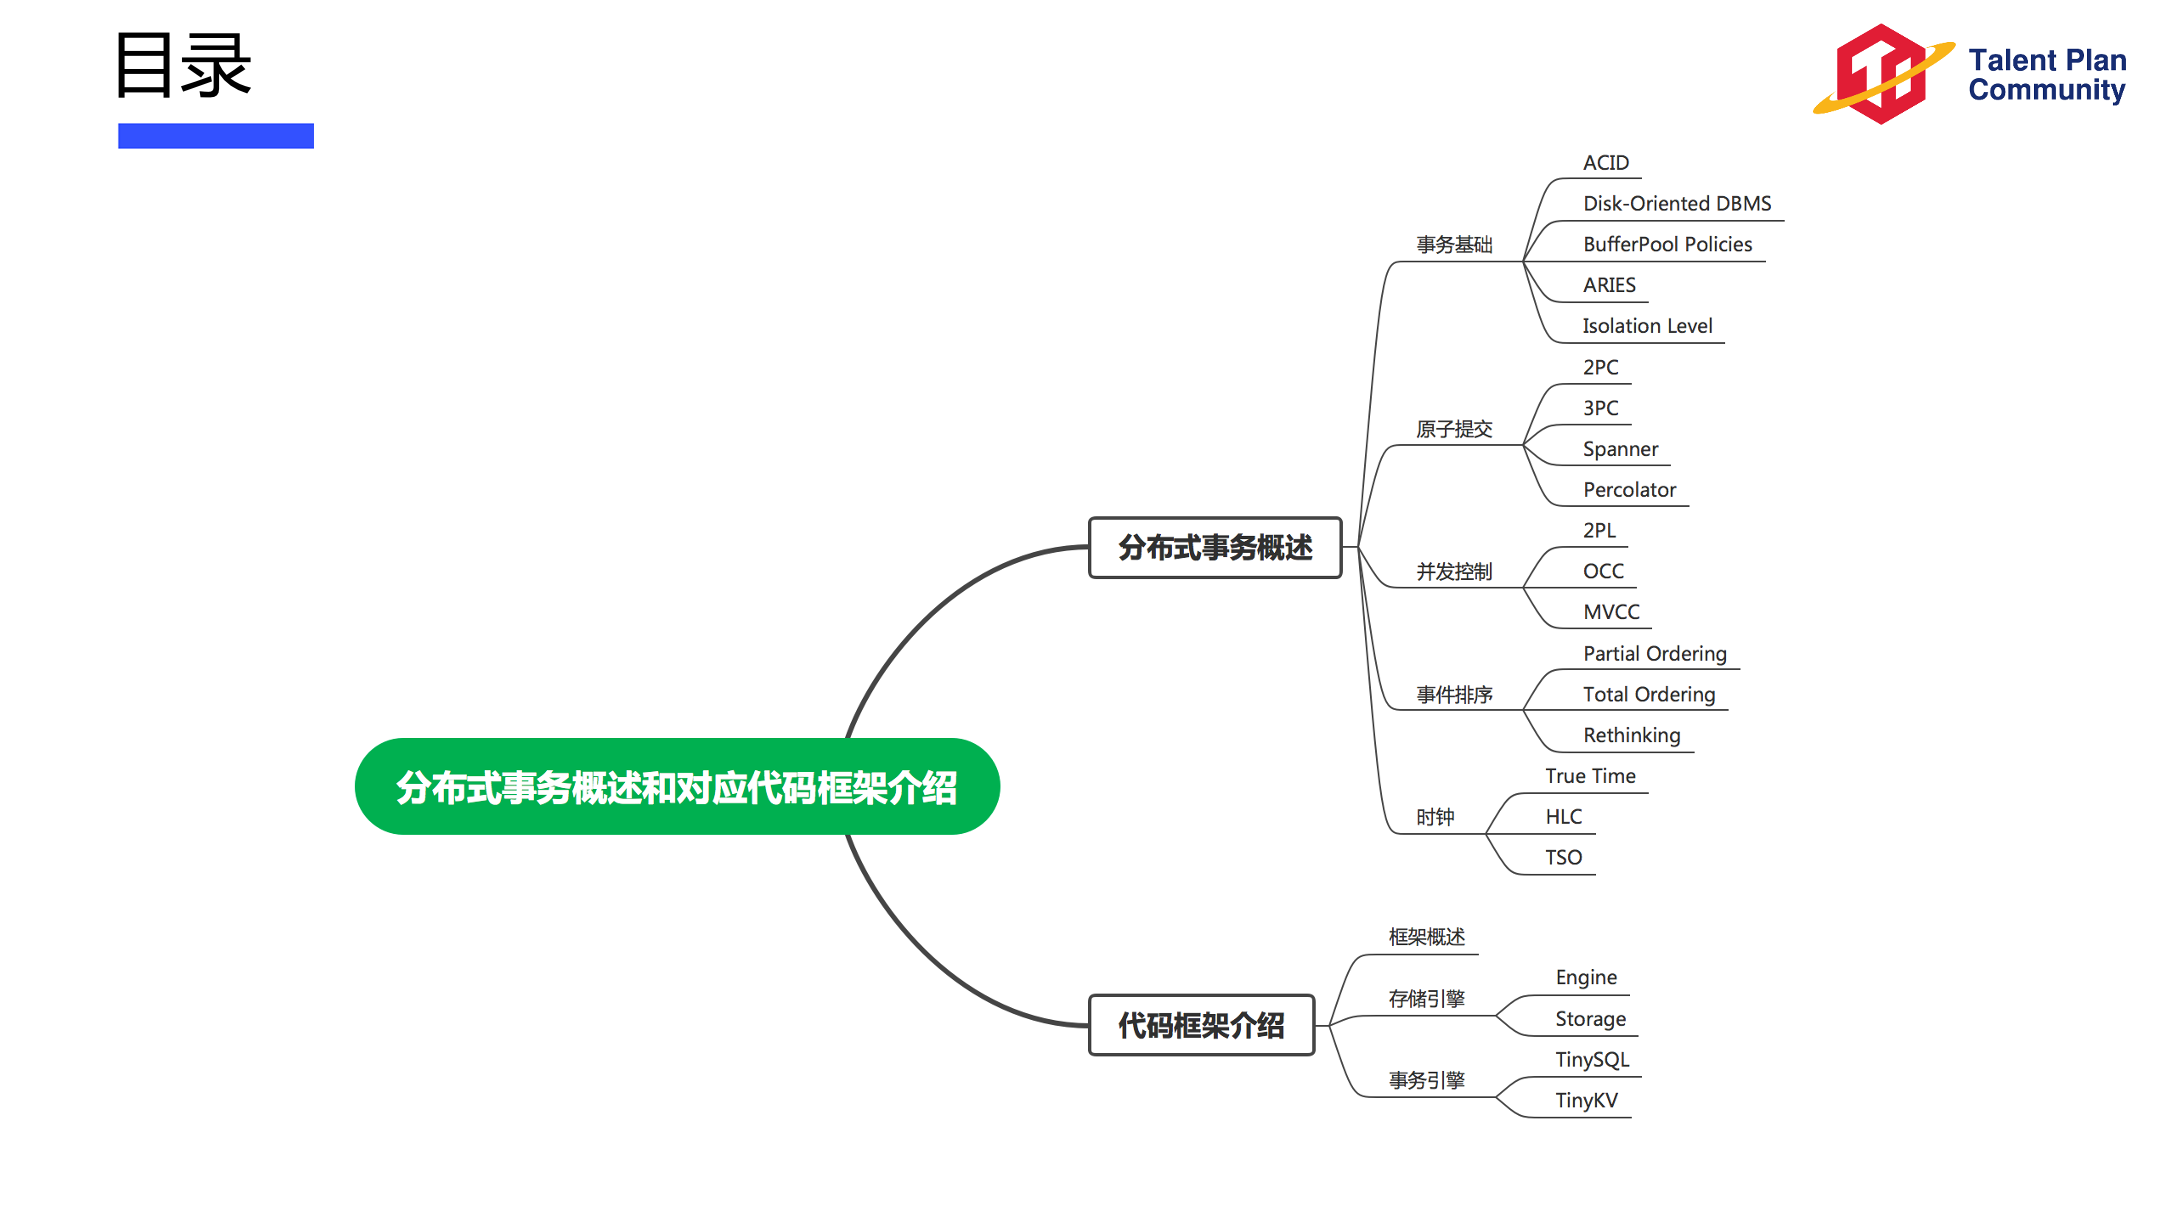 目录
Talent Plan
Community
分布式事务概述和对应代码框架介绍
分布式事务概述
事务基础
ACID
Disk-Oriented DBMS
BufferPool Policies
ARIES
Isolation Level
原子提交
2PC
3PC
Spanner
Percolator
并发控制
2PL
OCC
MVCC
事件排序
Partial Ordering
Total Ordering
Rethinking
时钟
True Time
HLC
TSO
代码框架介绍
框架概述
存储引擎
Engine
Storage
事务引擎
TinySQL
TinyKV